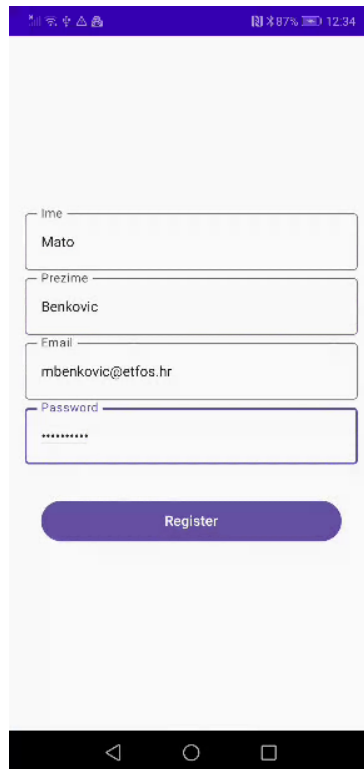 87% 12:34
Ime
Mato
Prezime
Benkovic
Email
mbenkovic@etfos.hr
Password
••••••••••
Register